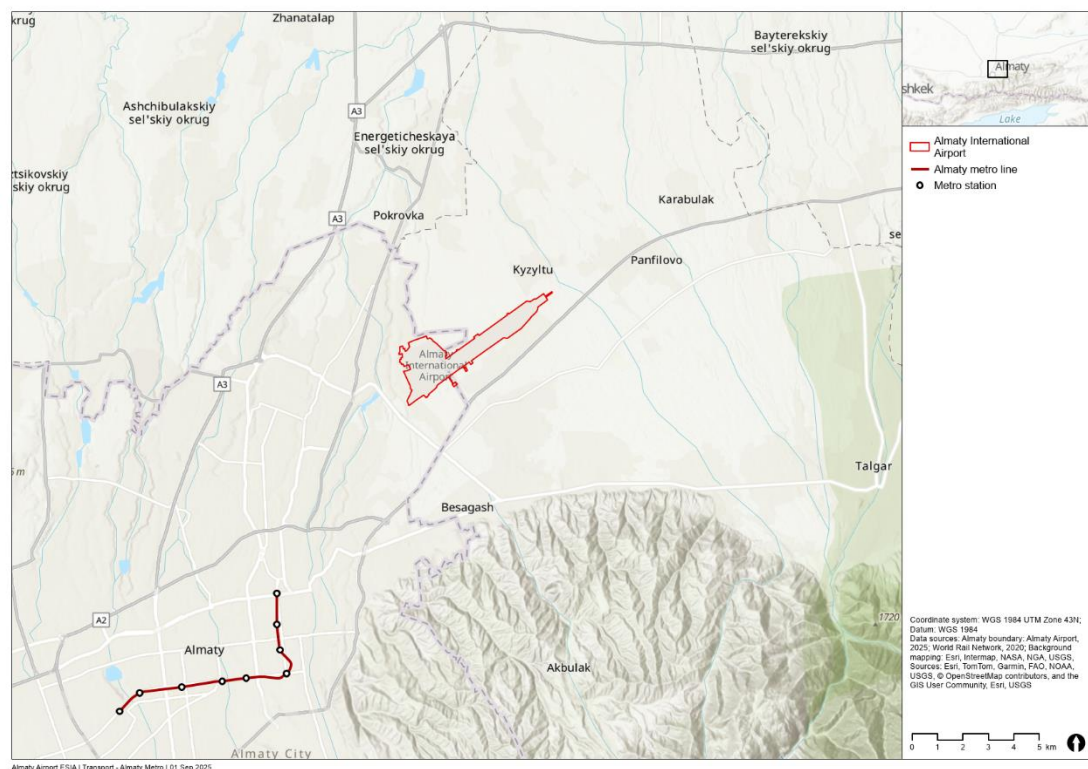 Zhanatalap
Bayterekskiy
sel'skiy okrug
Ashchibulakskiy
sel'skiy okrug
A3
Energeticheskaya
sel'skiy okrug
Karabulak
A3
Pokrovka
Kyzyltu
Panfilovo
Almaty
International
Airport
A3
Talgar
Besagash
A2
Almaty
1720
Akbulak
Almaty City
Almaty
shkek
Lake
Almaty International
Airport
Almaty metro line
Metro station
Coordinate system: WGS 1984 UTM Zone 43N;
Datum: WGS 1984
Data sources: Almaty boundary: Almaty Airport,
2025; World Rail Network, 2020; Background
mapping: Esri, Intermap, NASA, NGA, USGS,
Sources: Esri, TomTom, Garmin, FAO, NOAA,
USGS, © OpenStreetMap contributors, and the
GIS User Community, Esri, USGS
0 1 2 3 4 5 km
Almaty Airport ESIA | Transport - Almaty Metro | 01 Sep 2025